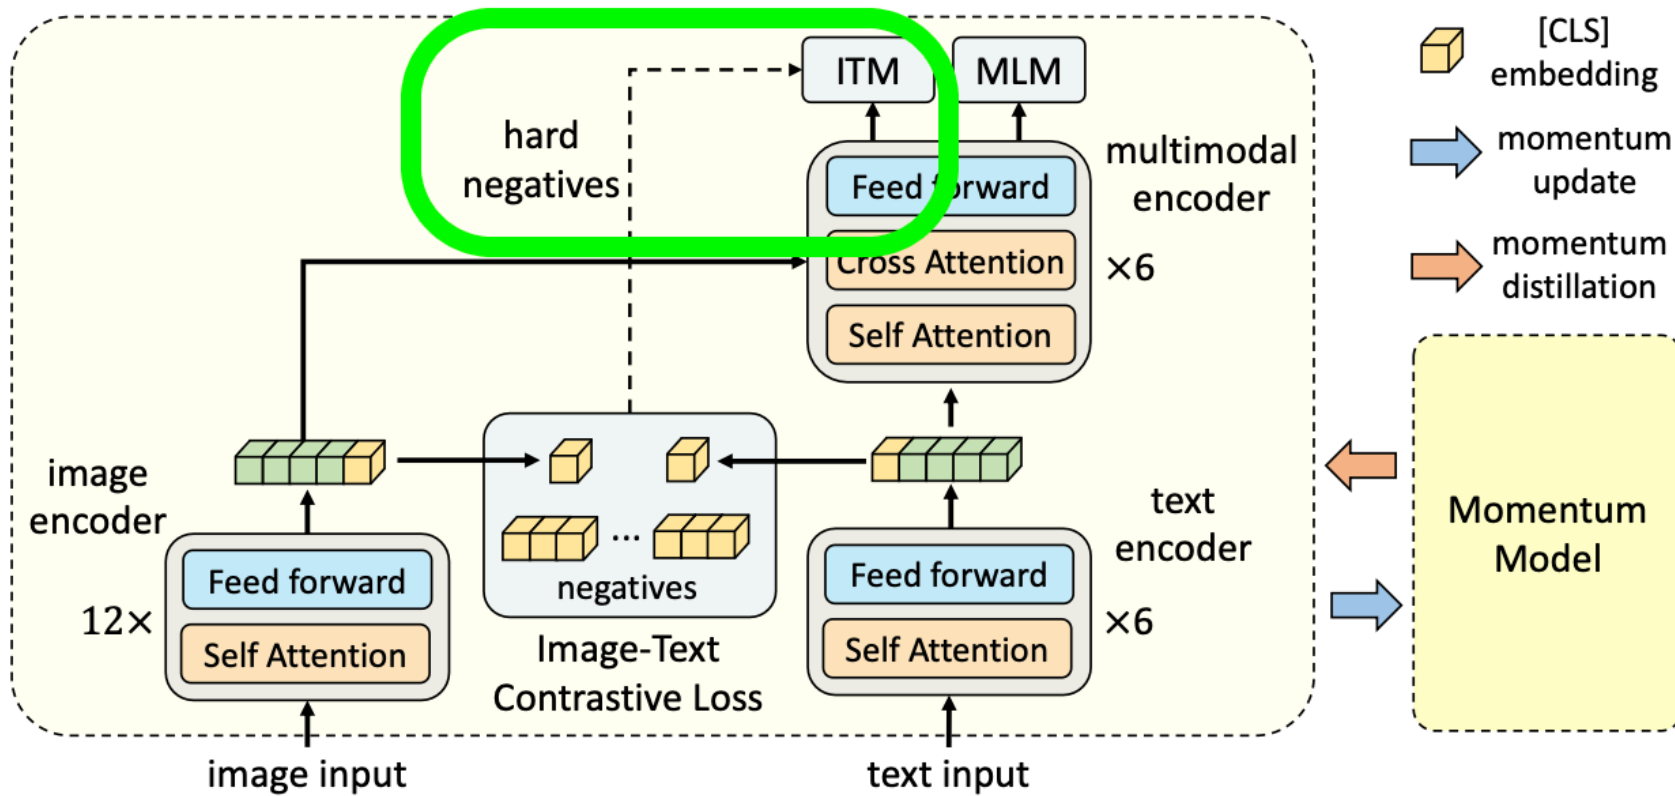 ITM
MLM
hard
negatives
Feed forward
Cross Attention
Self Attention
multimodal
encoder
×6
[CLS]
embedding
momentum
update
momentum
distillation
image
encoder
12×
Feed forward
Self Attention
...
negatives
Image-Text
Contrastive Loss
text
encoder
Feed forward
Self Attention
×6
Momentum
Model
image input
text input